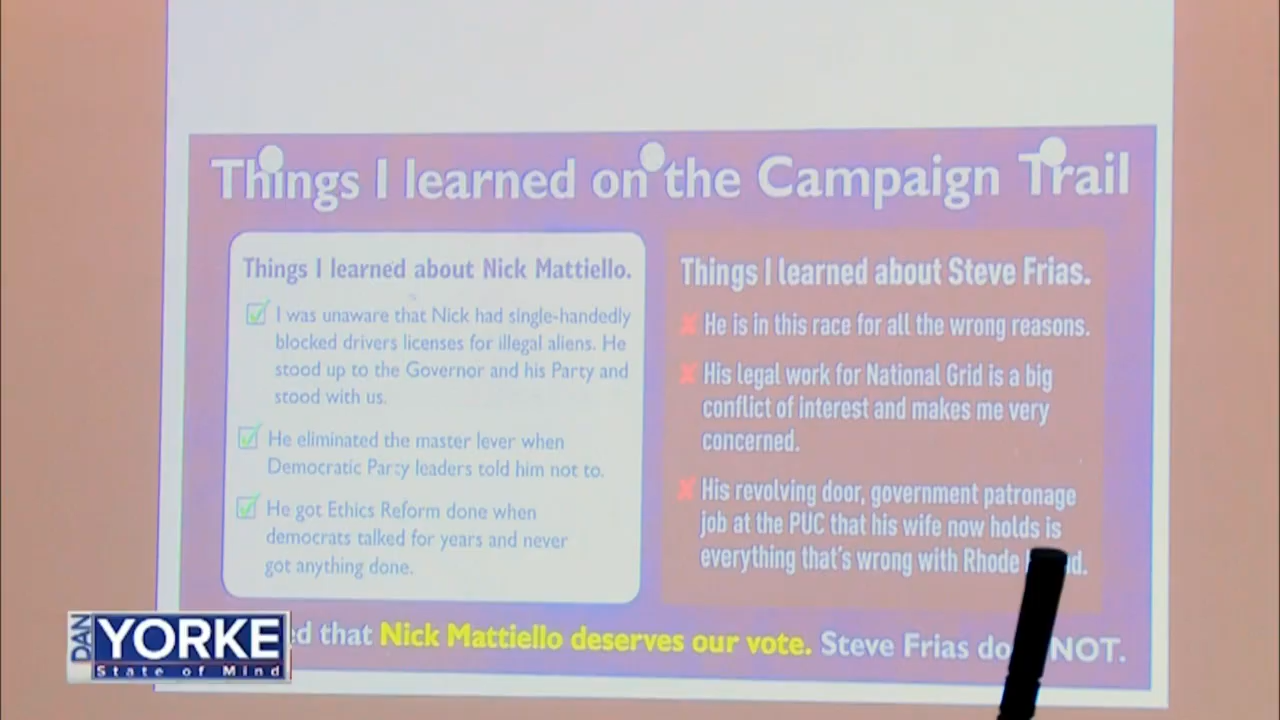 Things I learned on the Campaign Trail
Things I learned about Nick Mattiello.
I was unaware that Nick had single-handedly
blocked drivers licenses for illegal aliens. He
stood up to the Governor and his Party and
stood with us.
He eliminated the master lever when
Democratic Party leaders told him not to.
He got Ethics Reform done when
democrats talked for years and never
got anything done.
Things I learned about Steve Frias.
He is in this race for all the wrong reasons.
His legal work for National Grid is a big
conflict of interest and makes me very
concerned.
His revolving door, government patronage
job at the PUC that his wife now holds is
everything that's wrong with Rhode
that Nick Mattiello deserves our vote. Steve Frias NOT.
DAN
YORKE
State of Mind